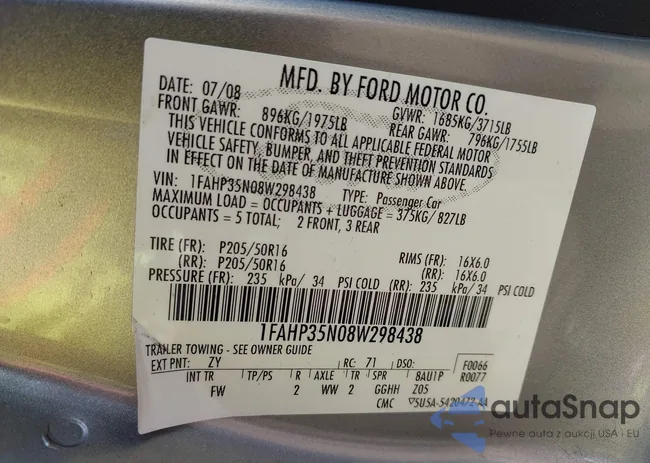 MFD. BY FORD MOTOR CO.
DATE: 07/08 GVWR: 1685KG/3715LB
FRONT GAWR: 896KG/1975LB REAR GAWR: 796KG/1755LB
THIS VEHICLE CONFORMS TO ALL APPLICABLE FEDERAL MOTOR
VEHICLE SAFETY, BUMPER, AND THEFT PREVENTION STANDARDS
IN EFFECT ON THE DATE OF MANUFACTURE SHOWN ABOVE.
VIN: 1FAHP35N08W298438 TYPE: Passenger Car
MAXIMUM LOAD = OCCUPANTS + LUGGAGE = 375KG/ 827LB
OCCUPANTS = 5 TOTAL; 2 FRONT, 3 REAR
TIRE (FR): P205/50R16 RIMS (FR): 16X6.0
(RR): P205/50R16 (RR): 16X6.0
PRESSURE (FR): 235 kPa/ 34 PSI COLD (RR): 235 kPa/ 34 PSI COLD
1FAHP35N08W298438
TRAILER TOWING - SEE OWNER GUIDE
EXT PNT: ZY RC: 71 DSO: F0066
INT TR TP/PS R AXLE TR SPR 8AU1P R0077
FW 2 WW 2 GGHH Z05
CMC
autaSnap
Pewne auta z aukcji USA i EU